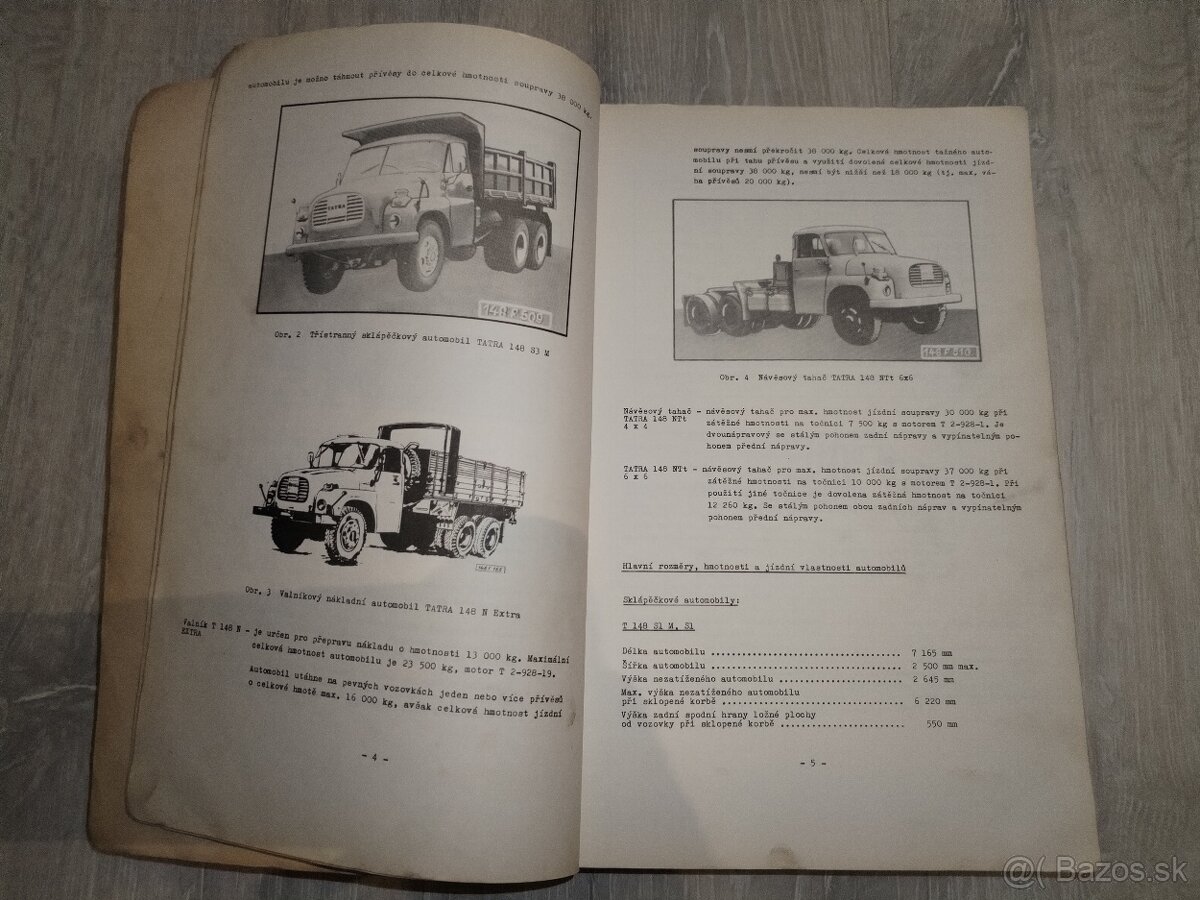 automobilu je možno táhnout přívěsy do celkové hmotnosti soupravy 38 000 kg.
TATRA
148 F 509
Obr. 2 Třístranný sklápěčkový automobil TATRA 148 S3 M
148 F
Obr. 3 Valníkový nákladní automobil TATRA 148 N Extra
Valník T 148 N - je určen pro přepravu nákladu o hmotnosti 13 000 kg. Maximální
EXTRA
celková hmotnost automobilu je 23 500 kg, motor T 2-928-19.
Automobil utáhne na pevných vozovkách jeden nebo více přívěsů
o celkové hmotě max. 16 000 kg, avšak celková hmotnost jízdní
- 4 -
soupravy nesmí překročit 38 000 kg. Celková hmotnost tažného auto-
mobilu při tahu přívěsu a využití dovolené celkové hmotnosti jízd-
ní soupravy 38 000 kg, nesmí být nižší než 18 000 kg (tj. max. vá-
ha přívěsů 20 000 kg).
148 F 510
Obr. 4 Návěsový tahač TATRA 148 NTt 6x6
Návěsový tahač - návěsový tahač pro max. hmotnost jízdní soupravy 30 000 kg při
TATRA 148 NTt zátěžné hmotnosti na točnici 7 500 kg s motorem T 2-928-1. Je
4 x 4 dvounápravový se stálým pohonem zadní nápravy a vypínatelným po-
honem přední nápravy.
TATRA 148 NTt - návěsový tahač pro max. hmotnost jízdní soupravy 37 000 kg při
6 x 6 zátěžné hmotnosti na točnici 10 000 kg s motorem T 2-928-1. Při
použití jiné točnice je dovolena zátěžná hmotnost na točnici
12 260 kg. Se stálým pohonem obou zadních náprav a vypínatelným
pohonem přední nápravy.
Hlavní rozměry, hmotnosti a jízdní vlastnosti automobilů
Sklápěčkové automobily:
T 148 S1 M, S1
Délka automobilu .................................. 7 165 mm
Šířka automobilu .................................. 2 500 mm max.
Výška nezatíženého automobilu ..................... 2 645 mm
Max. výška nezatíženého automobilu
při sklopené korbě ................................ 6 220 mm
Výška zadní spodní hrany ložné plochy
od vozovky při sklopené korbě ..................... 550 mm
- 5 -
@( Bazos.sk